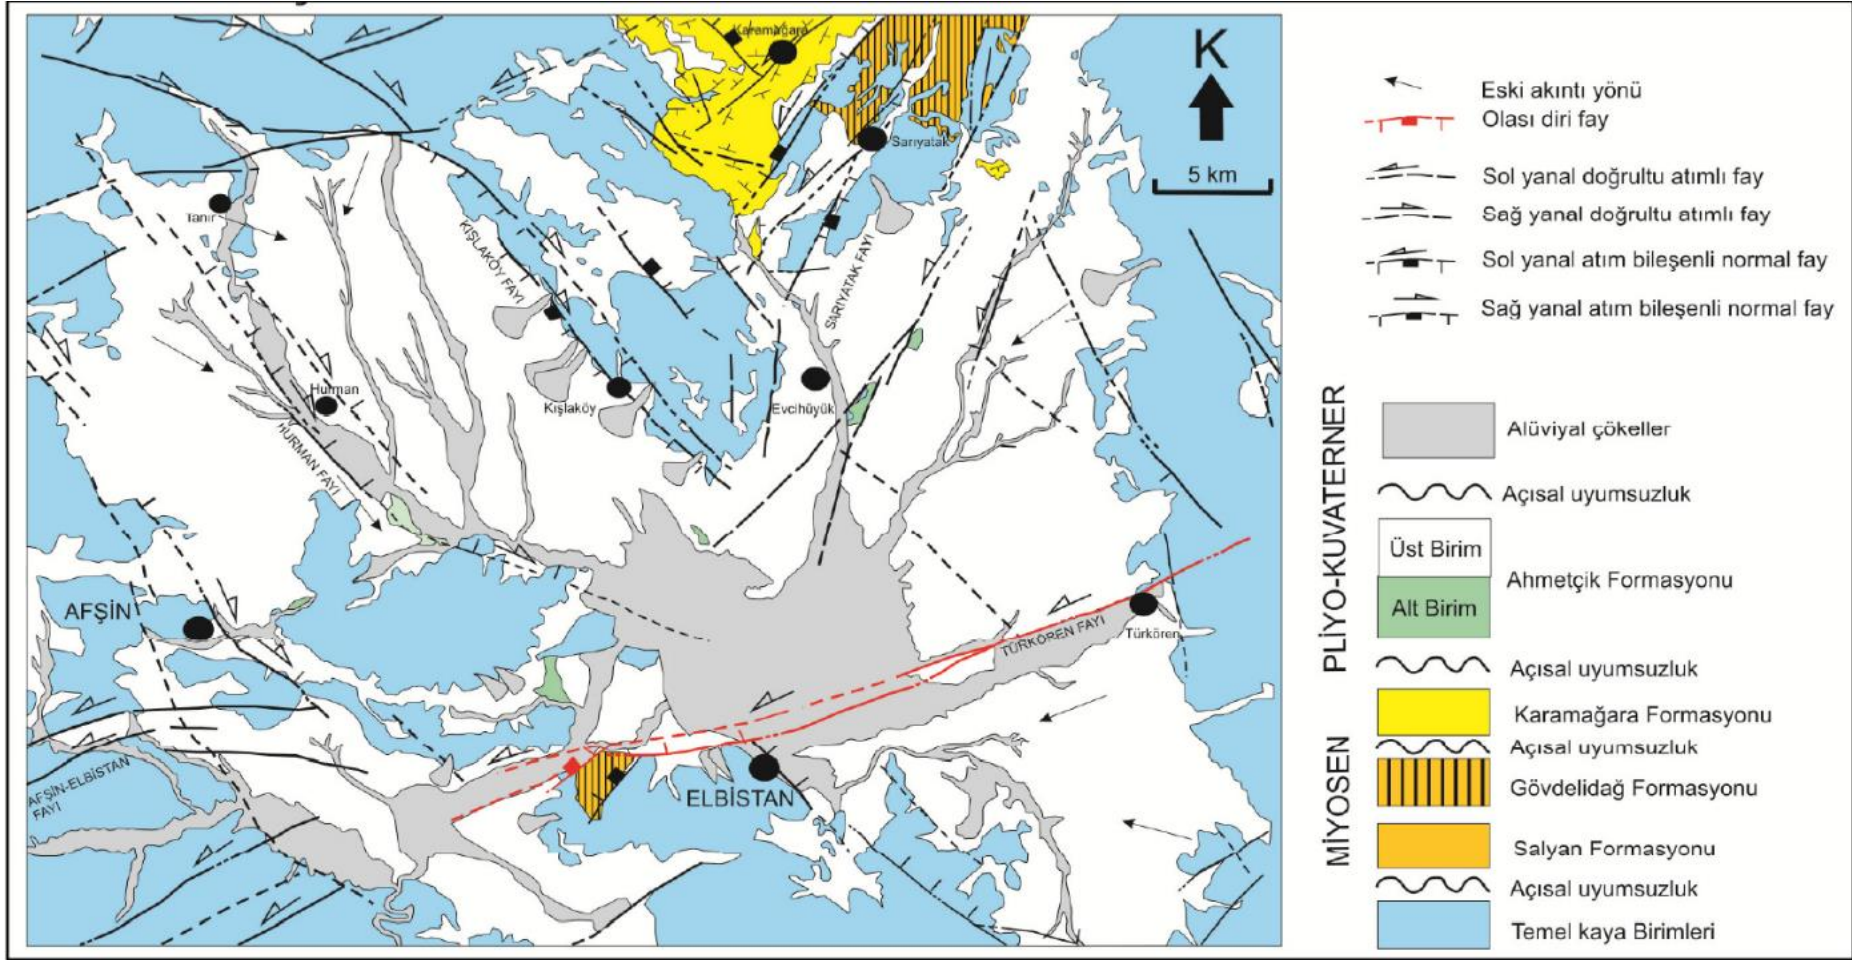 Karamağara
K
5 km
Sarıyatak
Tanır
KIŞLAKÖY FAYI
SARIYATAK FAYI
Hurman
Kışlaköy
Evcihüyük
HURMAN FAYI
AFŞİN
TÜRKÖREN FAYI
Türkören
AFŞİN-ELBİSTAN
FAYI
ELBİSTAN
Eski akıntı yönü
Olası diri fay
Sol yanal doğrultu atımlı fay
Sağ yanal doğrultu atımlı fay
Sol yanal atım bileşenli normal fay
Sağ yanal atım bileşenli normal fay
PLİYO-KUVATERNER
Alüviyal çökeller
Açısal uyumsuzluk
Üst Birim
Ahmetçik Formasyonu
Alt Birim
Açısal uyumsuzluk
MİYOSEN
Karamağara Formasyonu
Açısal uyumsuzluk
Gövdelidağ Formasyonu
Salyan Formasyonu
Açısal uyumsuzluk
Temel kaya Birimleri